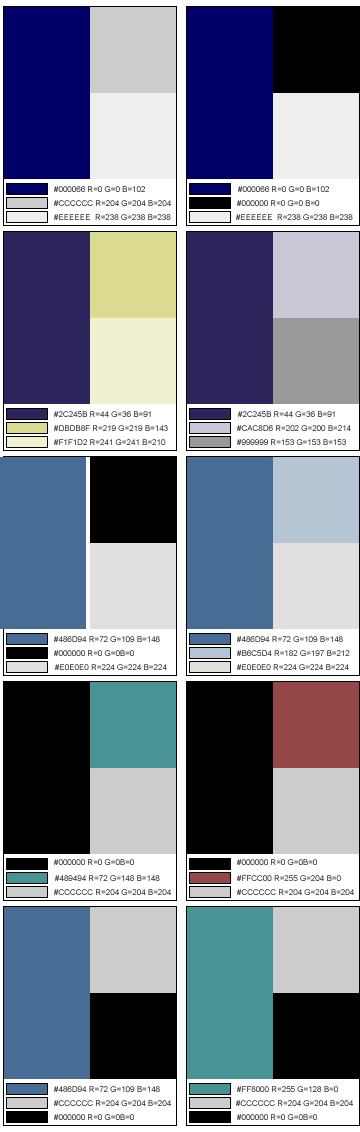 #000066 R=0 G=0 B=102
#CCCCCC R=204 G=204 B=204
#EEEEEE R=238 G=238 B=238
#000066 R=0 G=0 B=102
#000000 R=0 G=0 B=0
#EEEEEE R=238 G=238 B=238
#2C245B R=44 G=36 B=91
#DBDB8F R=219 G=219 B=143
#F1F1D2 R=241 G=241 B=210
#2C245B R=44 G=36 B=91
#CAC8D6 R=202 G=200 B=214
#999999 R=153 G=153 B=153
#486D94 R=72 G=109 B=148
#000000 R=0 G=0B=0
#E0E0E0 R=224 G=224 B=224
#486D94 R=72 G=109 B=148
#B6C5D4 R=182 G=197 B=212
#E0E0E0 R=224 G=224 B=224
#000000 R=0 G=0B=0
#489494 R=72 G=148 B=148
#CCCCCC R=204 G=204 B=204
#000000 R=0 G=0B=0
#FFCC00 R=255 G=204 B=0
#CCCCCC R=204 G=204 B=204
#486D94 R=72 G=109 B=148
#CCCCCC R=204 G=204 B=204
#000000 R=0 G=0B=0
#FF8000 R=255 G=128 B=0
#CCCCCC R=204 G=204 B=204
#000000 R=0 G=0B=0